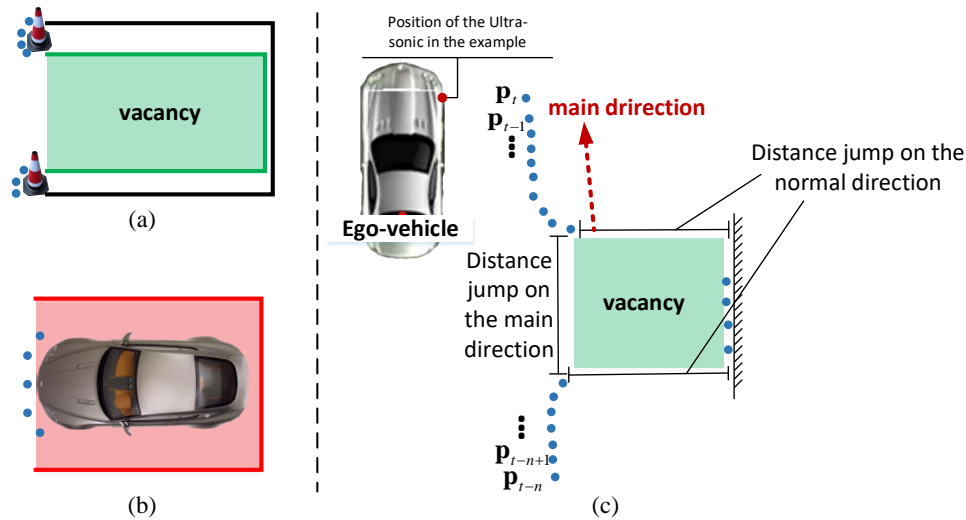 vacancy
(a)
(b)
Position of the Ultra-
sonic in the example
Ego-vehicle
p_t
p_{t-1}
⋮
main drirection
Distance jump on the
normal direction
Distance
jump on
the main
direction
vacancy
⋮
p_{t-n+1}
p_{t-n}
(c)